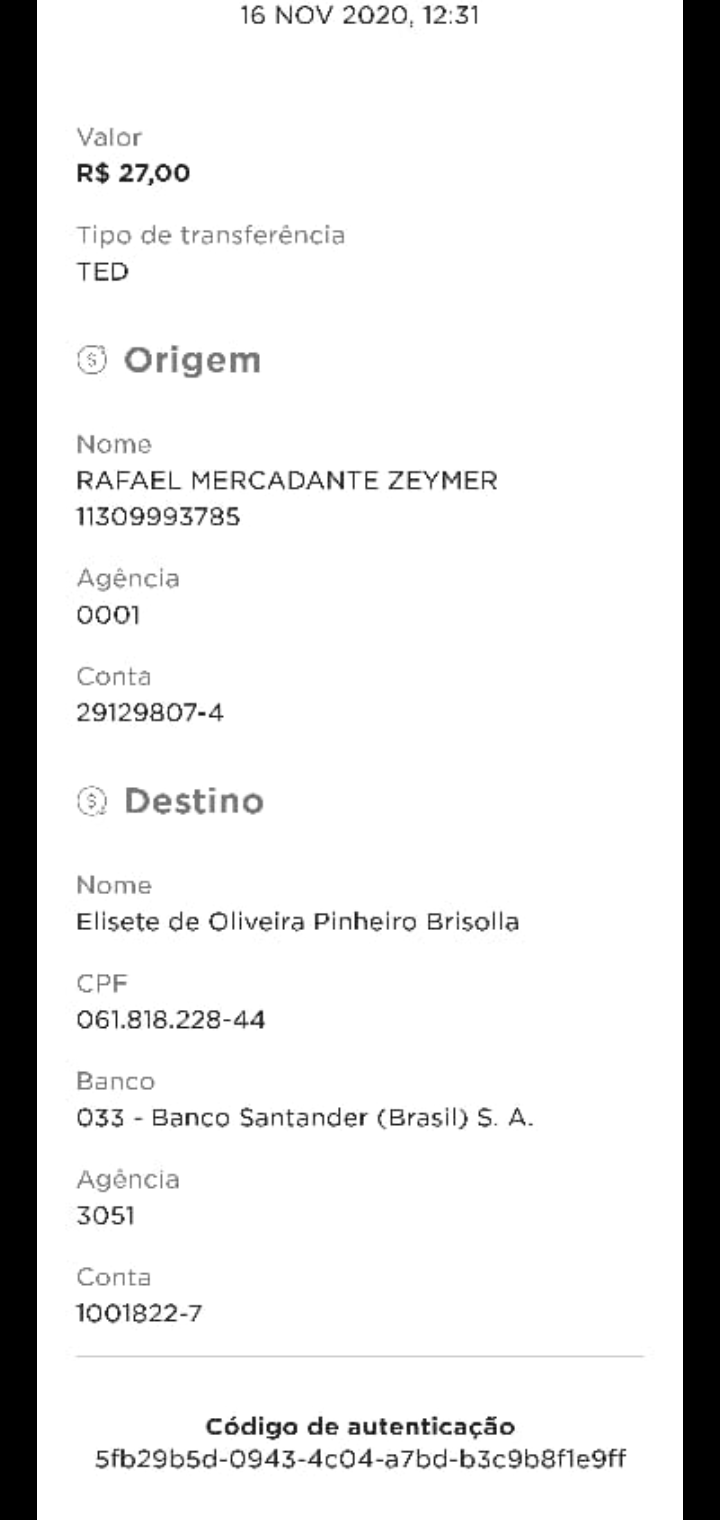 16 NOV 2020, 12:31
Valor
R$ 27,00
Tipo de transferência
TED
Origem
Nome
RAFAEL MERCADANTE ZEYMER
11309993785
Agência
0001
Conta
29129807-4
Destino
Nome
Elisete de Oliveira Pinheiro Brisolla
CPF
061.818.228-44
Banco
033 - Banco Santander (Brasil) S. A.
Agência
3051
Conta
1001822-7
Código de autenticação
5fb29b5d-0943-4c04-a7bd-b3c9b8f1e9ff